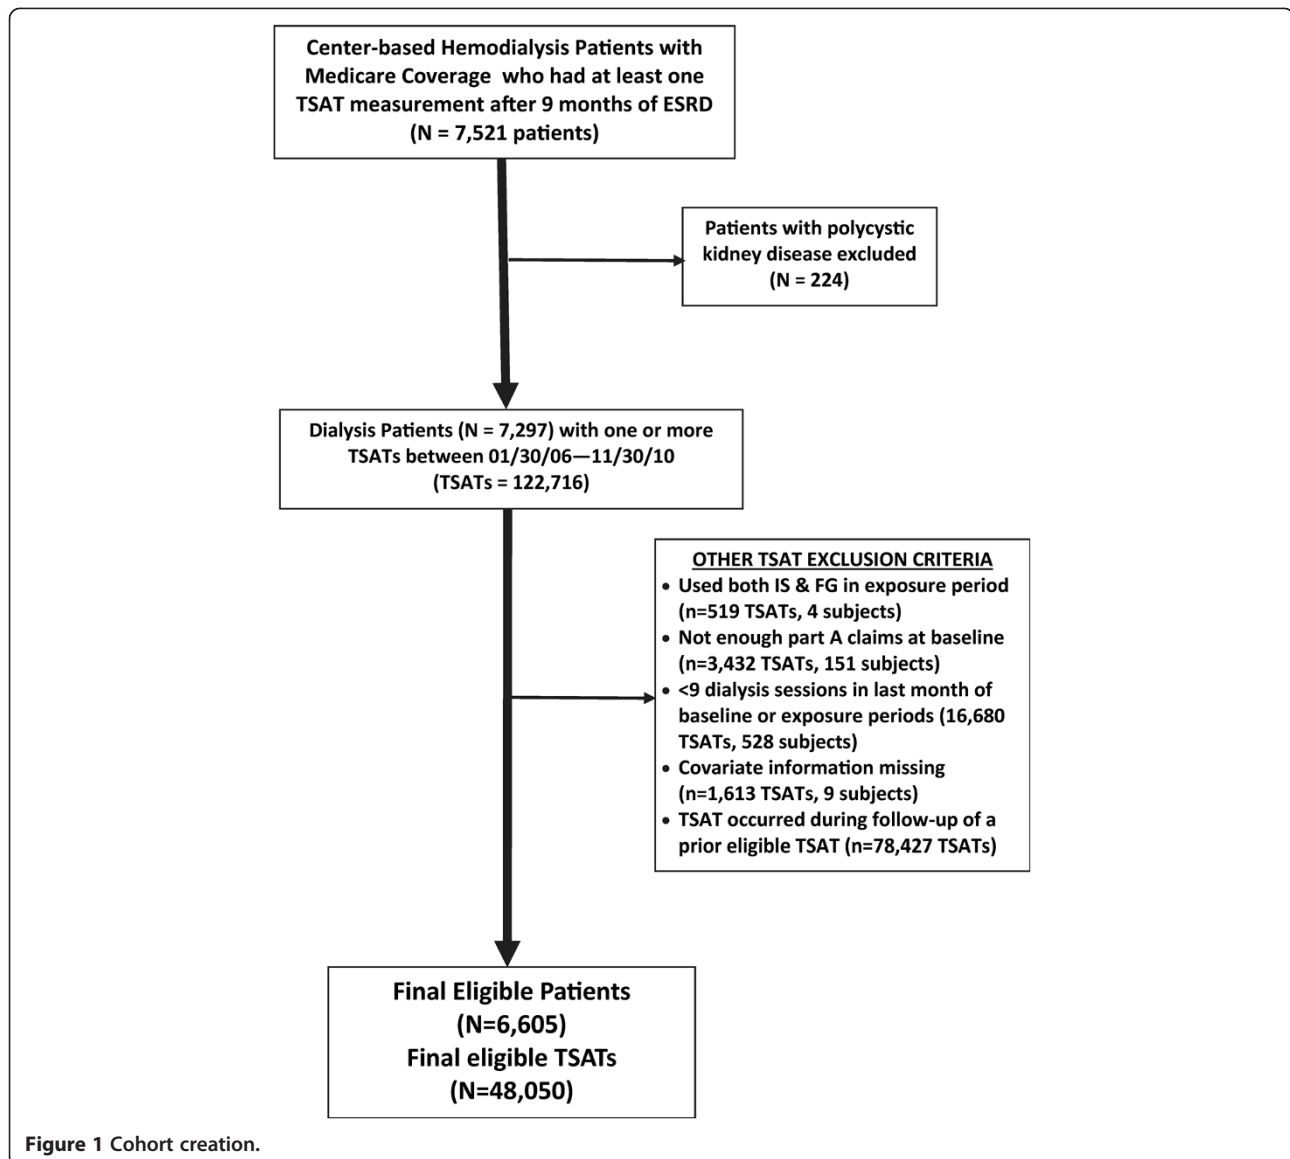 Center-based Hemodialysis Patients with
Medicare Coverage who had at least one
TSAT measurement after 9 months of ESRD
(N = 7,521 patients)
Patients with polycystic
kidney disease excluded
(N = 224)
Dialysis Patients (N = 7,297) with one or more
TSATs between 01/30/06—11/30/10
(TSATs = 122,716)
OTHER TSAT EXCLUSION CRITERIA
• Used both IS & FG in exposure period
(n=519 TSATs, 4 subjects)
• Not enough part A claims at baseline
(n=3,432 TSATs, 151 subjects)
• <9 dialysis sessions in last month of
baseline or exposure periods (16,680
TSATs, 528 subjects)
• Covariate information missing
(n=1,613 TSATs, 9 subjects)
• TSAT occurred during follow-up of a
prior eligible TSAT (n=78,427 TSATs)
Final Eligible Patients
(N=6,605)
Final eligible TSATs
(N=48,050)
Figure 1 Cohort creation.